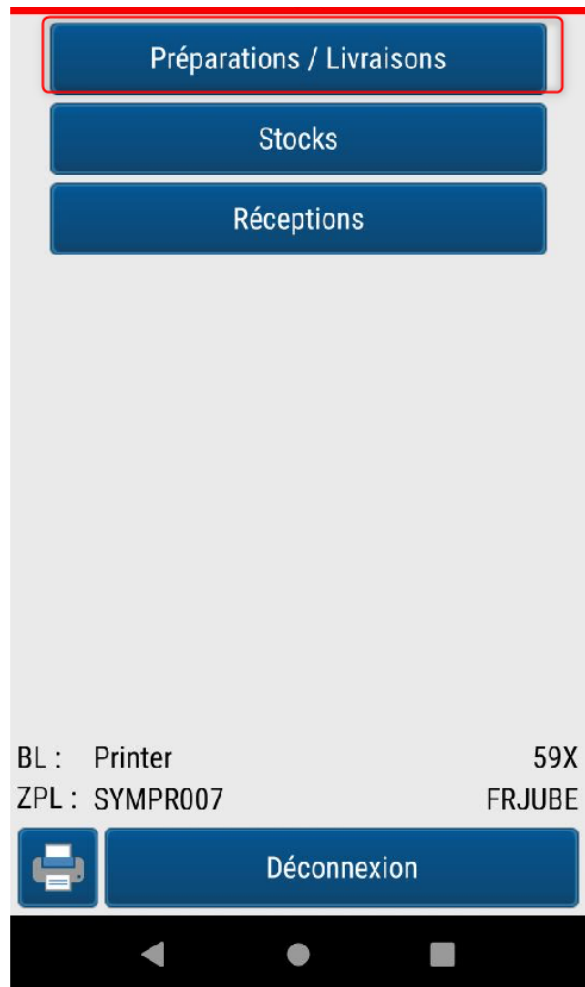 Préparations / Livraisons
Stocks
Réceptions
BL : Printer 59X
ZPL : SYMPR007 FRJUBE
Déconnexion